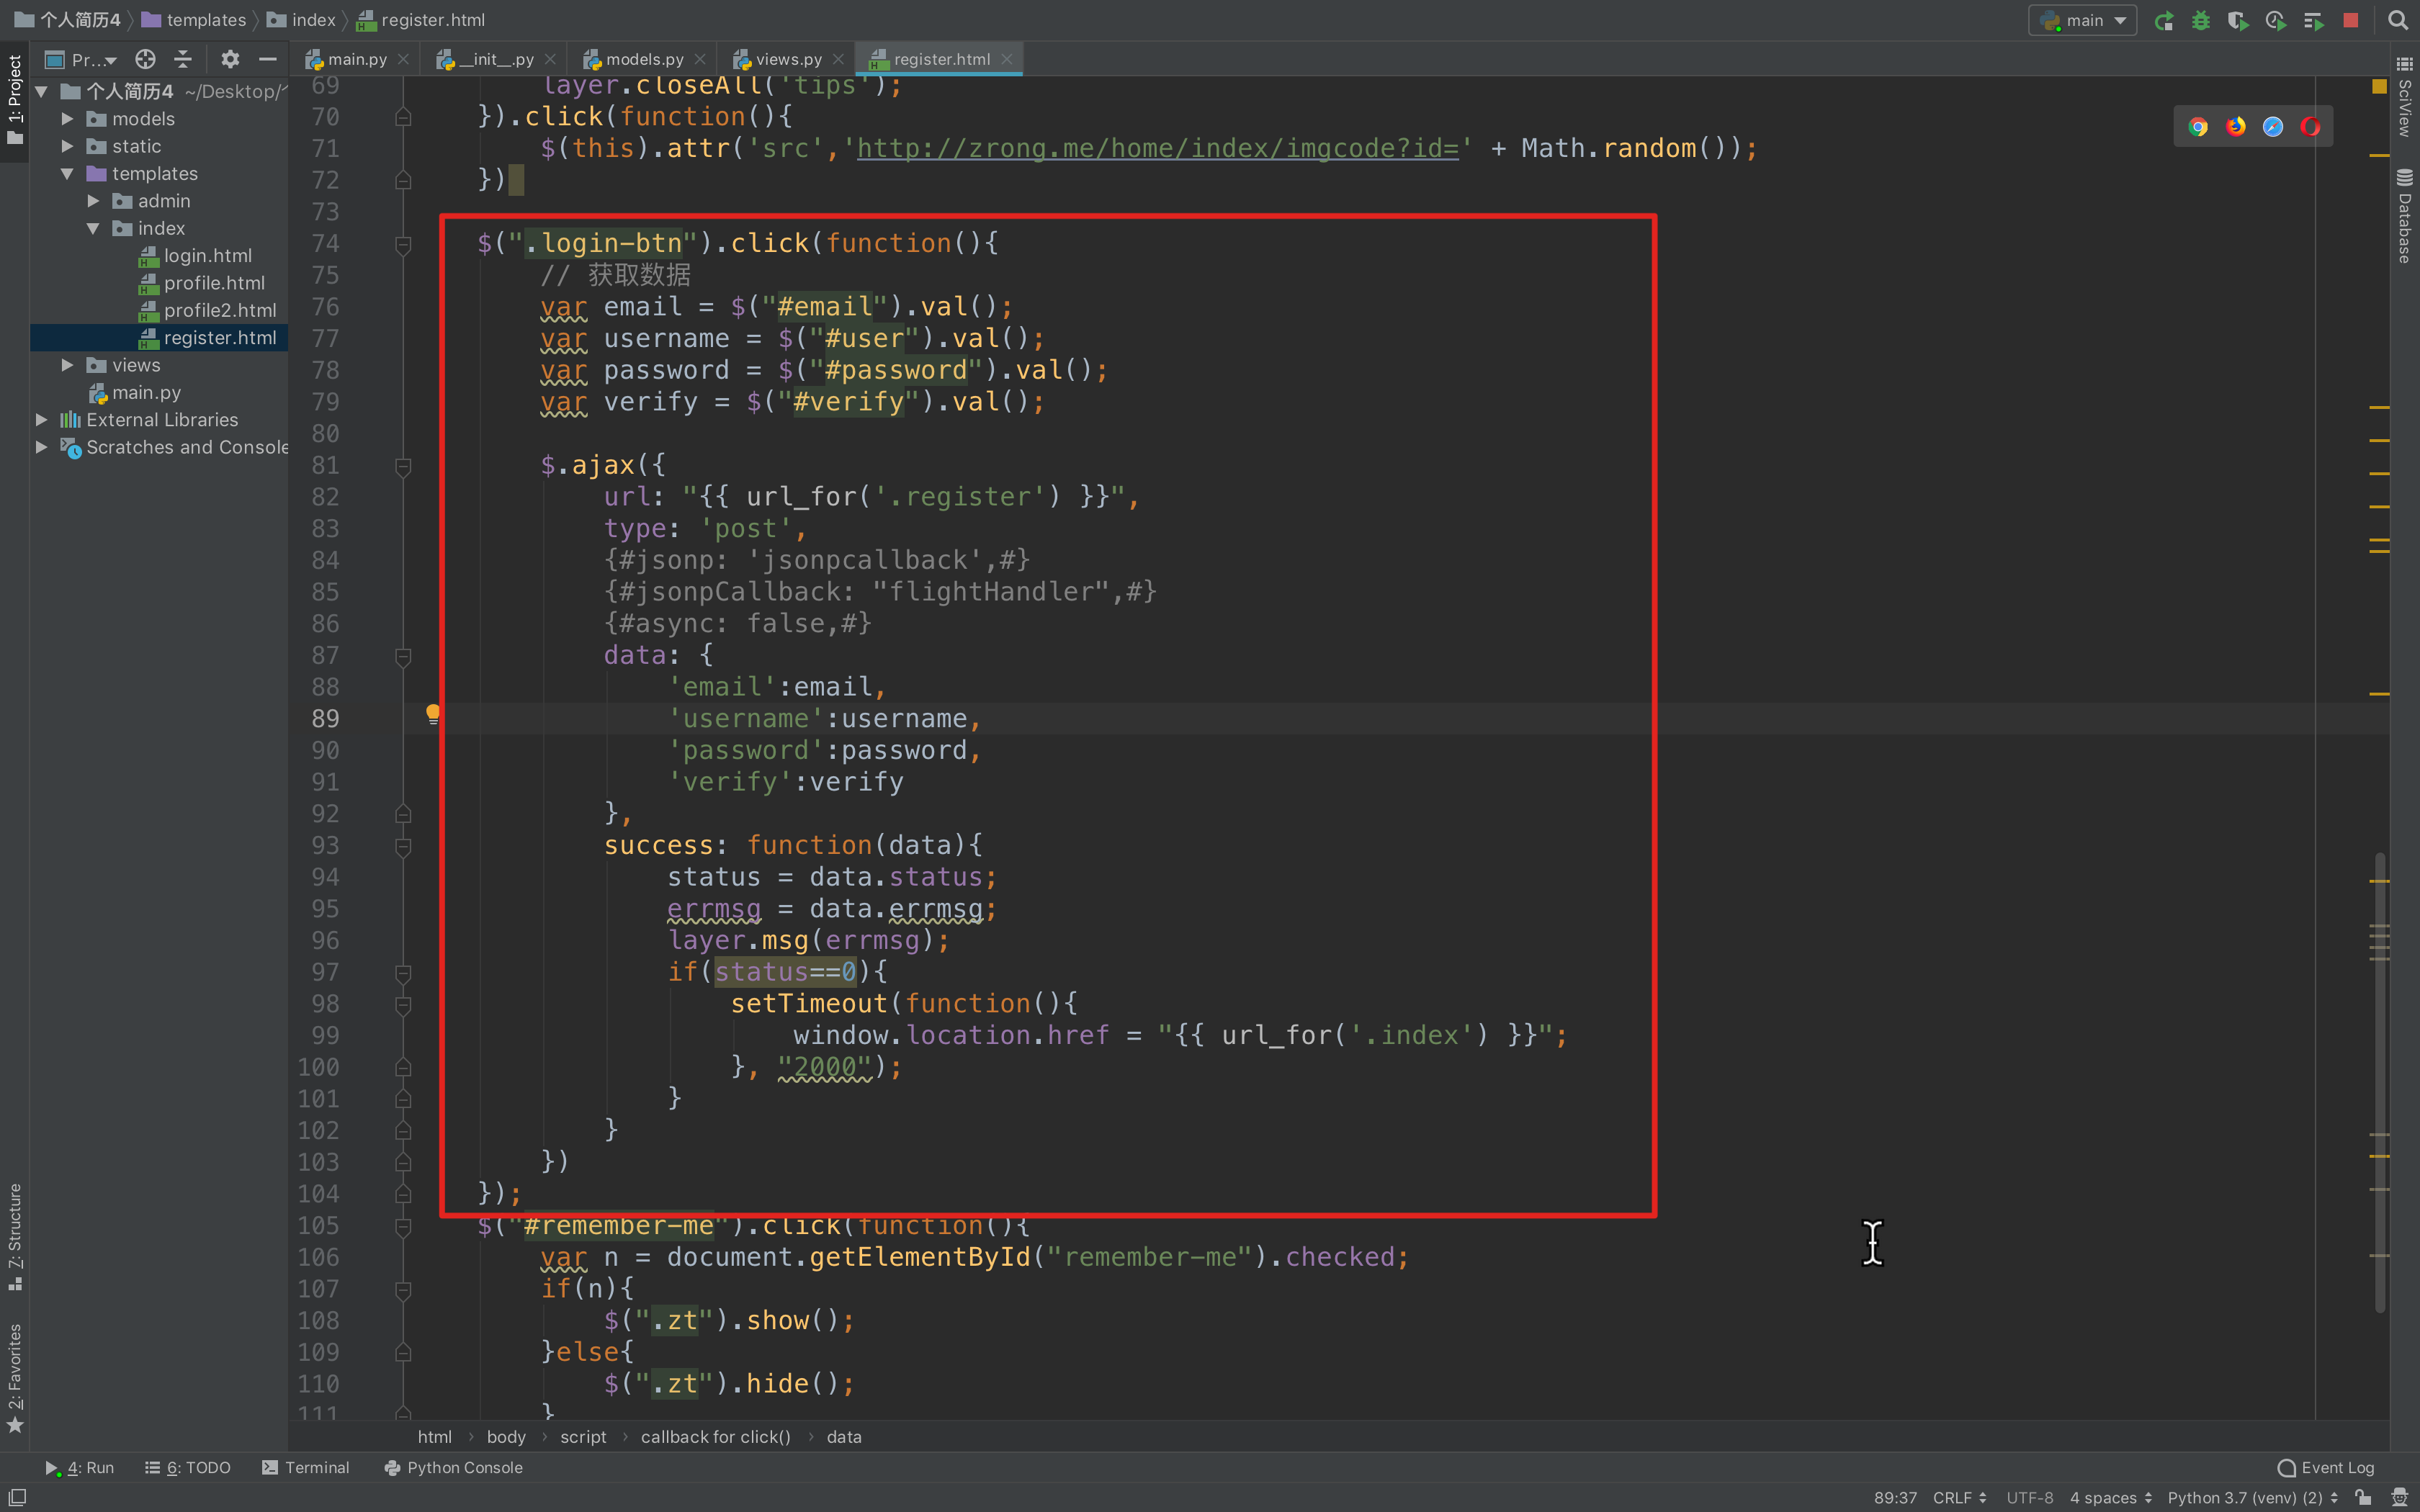 个人简历4 templates index register.html
main
Pr... main.py __init__.py models.py views.py register.html
1: Project
个人简历4 ~/Desktop/
models
static
templates
admin
index
login.html
profile.html
profile2.html
register.html
views
main.py
External Libraries
Scratches and Console
7: Structure
2: Favorites
SciView
Database
69 layer.closeAll('tips');
70 }).click(function(){
71 $(this).attr('src','http://zrong.me/home/index/imgcode?id=' + Math.random());
72 })
73
74 $(".login-btn").click(function(){
75 // 获取数据
76 var email = $("#email").val();
77 var username = $("#user").val();
78 var password = $("#password").val();
79 var verify = $("#verify").val();
80
81 $.ajax({
82 url: "{{ url_for('.register') }}",
83 type: 'post',
84 {#jsonp: 'jsonpcallback',#}
85 {#jsonpCallback: "flightHandler",#}
86 {#async: false,#}
87 data: {
88 'email':email,
89 'username':username,
90 'password':password,
91 'verify':verify
92 },
93 success: function(data){
94 status = data.status;
95 errmsg = data.errmsg;
96 layer.msg(errmsg);
97 if(status==0){
98 setTimeout(function(){
99 window.location.href = "{{ url_for('.index') }}";
100 }, "2000");
101 }
102 }
103 })
104 });
105 $("#remember-me").click(function(){
106 var n = document.getElementById("remember-me").checked;
107 if(n){
108 $(".zt").show();
109 }else{
110 $(".zt").hide();
111 }
html body script callback for click() data
4: Run 6: TODO Terminal Python Console Event Log
89:37 CRLF UTF-8 4 spaces Python 3.7 (venv) (2)